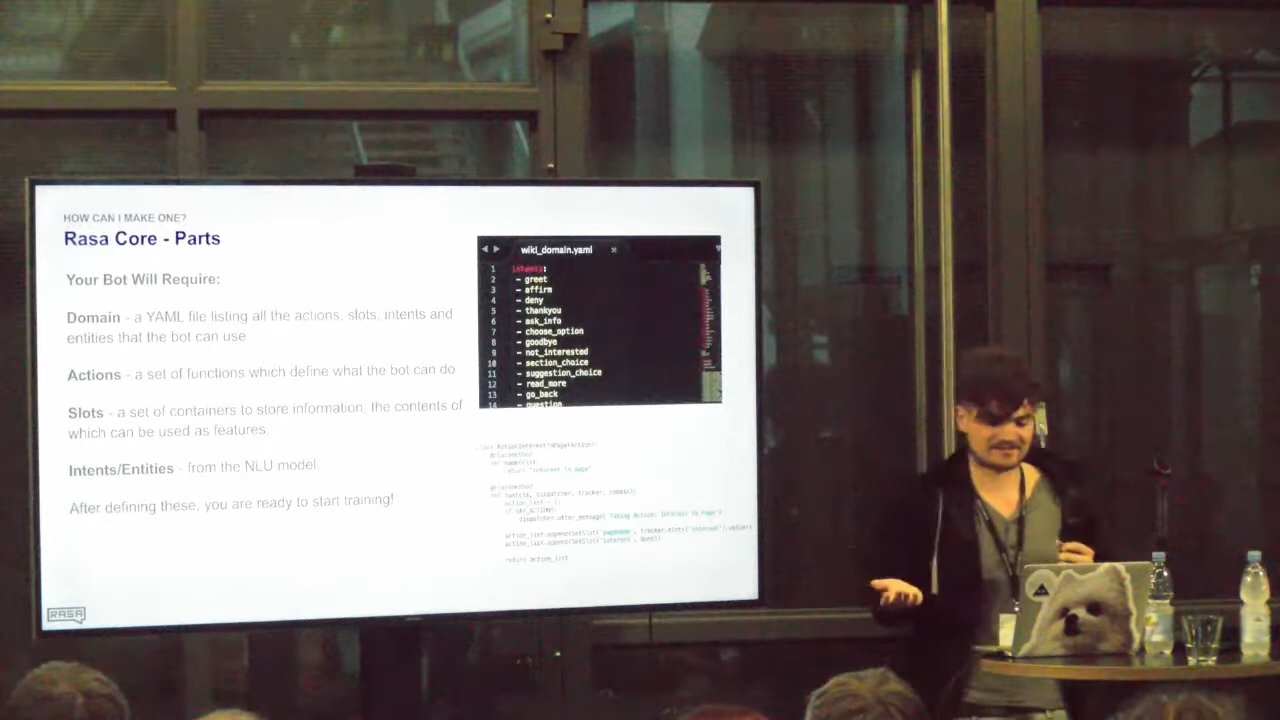 HOW CAN I MAKE ONE?
Rasa Core - Parts
Your Bot Will Require:
Domain - a YAML file listing all the actions, slots, intents and
entities that the bot can use
Actions - a set of functions which define what the bot can do
Slots - a set of containers to store information, the contents of
which can be used as features.
Intents/Entities - from the NLU model
After defining these, you are ready to start training!
RASA
wiki_domain.yaml
1 intents:
2 - greet
3 - affirm
4 - deny
5 - thankyou
6 - ask_info
7 - choose_option
8 - goodbye
9 - not_interested
10 - section_choice
11 - suggestion_choice
12 - read_more
13 - go_back
14 - question
return action_list